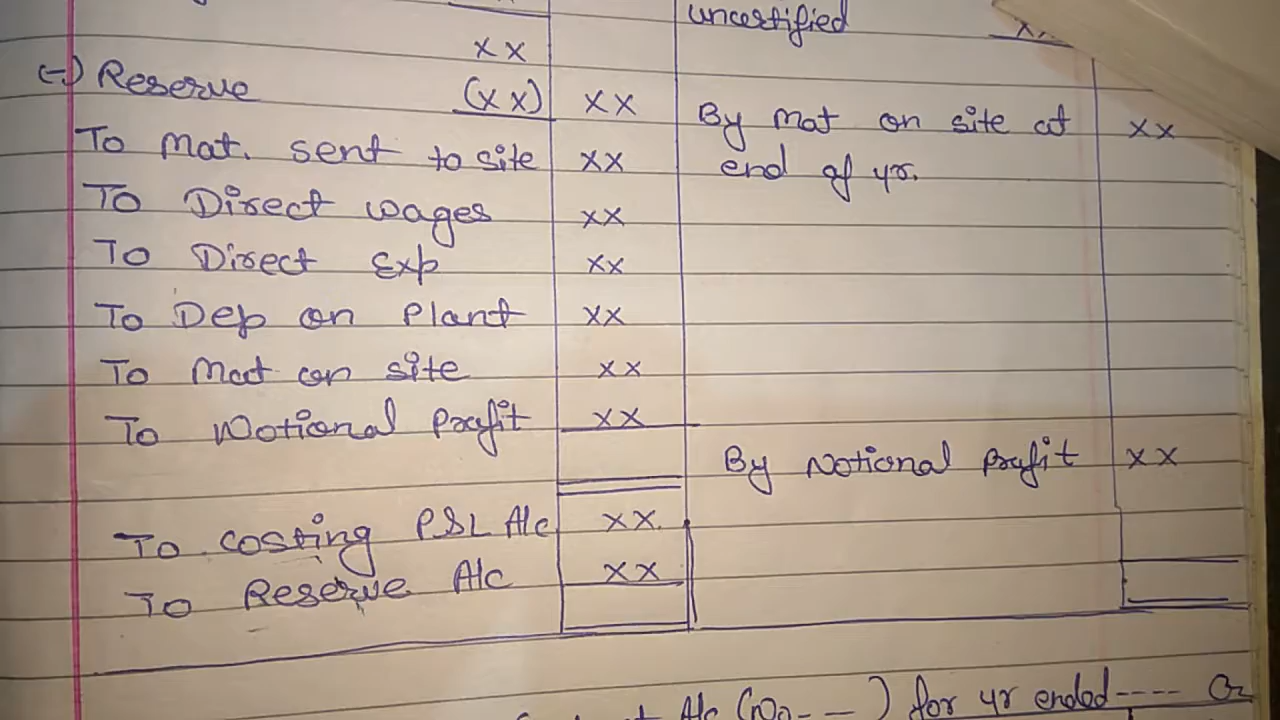 uncertified xx
xx
(-) Reserve (xx) xx
By mat on site at xx
end of yr.
To Mat. sent to site xx
To Direct wages xx
To Direct Exp xx
To Dep on Plant xx
To Mat on site xx
To Notional Profit xx
By Notional Profit xx
To costing P&L A/c xx
To Reserve A/c xx
A/c (No- - ) for yr ended---- Cr